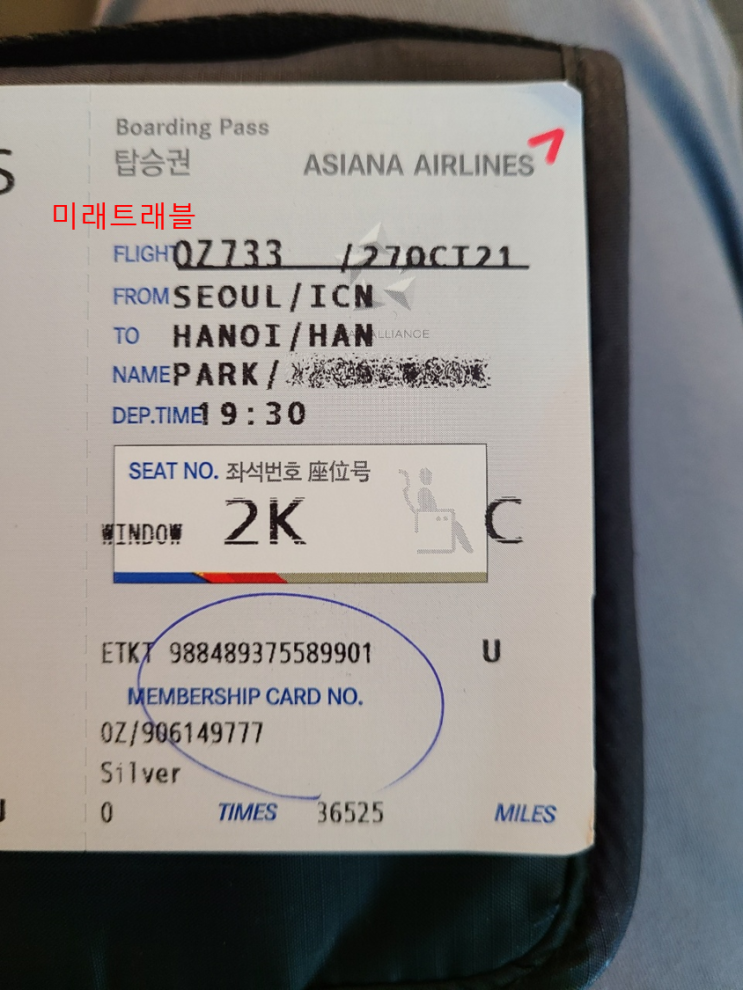 Boarding Pass
탑승권
ASIANA AIRLINES
미래트래블
FLIGHT OZ733 /27OCT21
FROM SEOUL/ICN
ALLIANCE
TO HANOI/HAN
NAME PARK/
DEP.TIME 19:30
SEAT NO. 좌석번호 座位号
WINDOW 2K C
ETKT 988489375589901 U
MEMBERSHIP CARD NO.
OZ/906149777
Silver
0 TIMES 36525 MILES